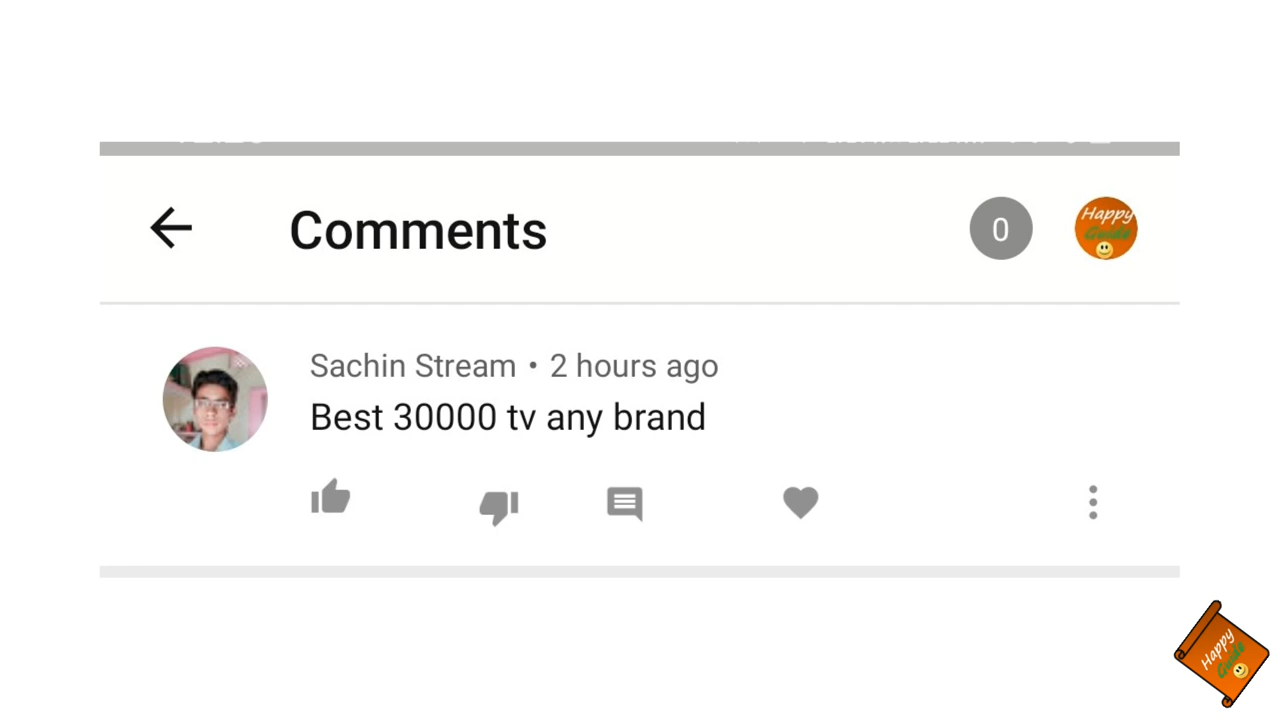 Comments
0
Happy
Guide
Sachin Stream • 2 hours ago
Best 30000 tv any brand
Happy
Guide